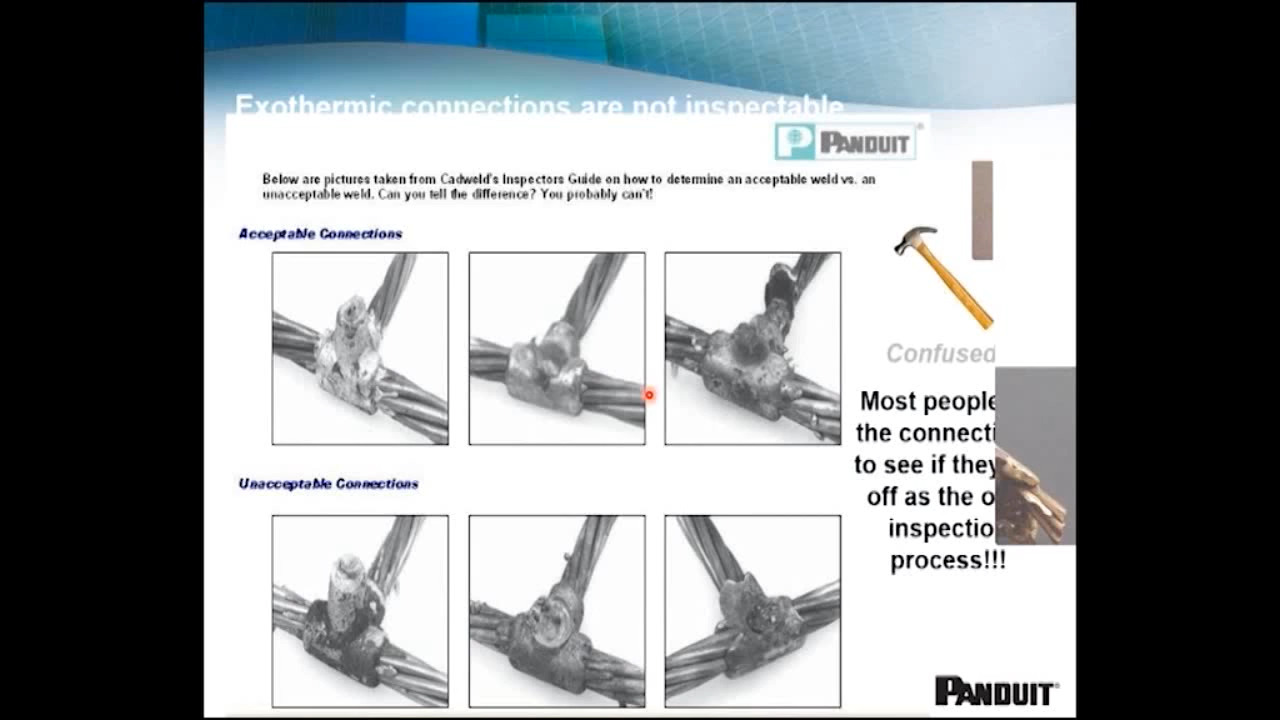 Exothermic connections are not inspectable
PANDUIT
Below are pictures taken from Cadweld's Inspectors Guide on how to determine an acceptable weld vs. an
unacceptable weld. Can you tell the difference? You probably can't!
Acceptable Connections
Confused
Most people
the connecti
to see if they
off as the o
inspectio
process!!!
Unacceptable Connections
PANDUIT